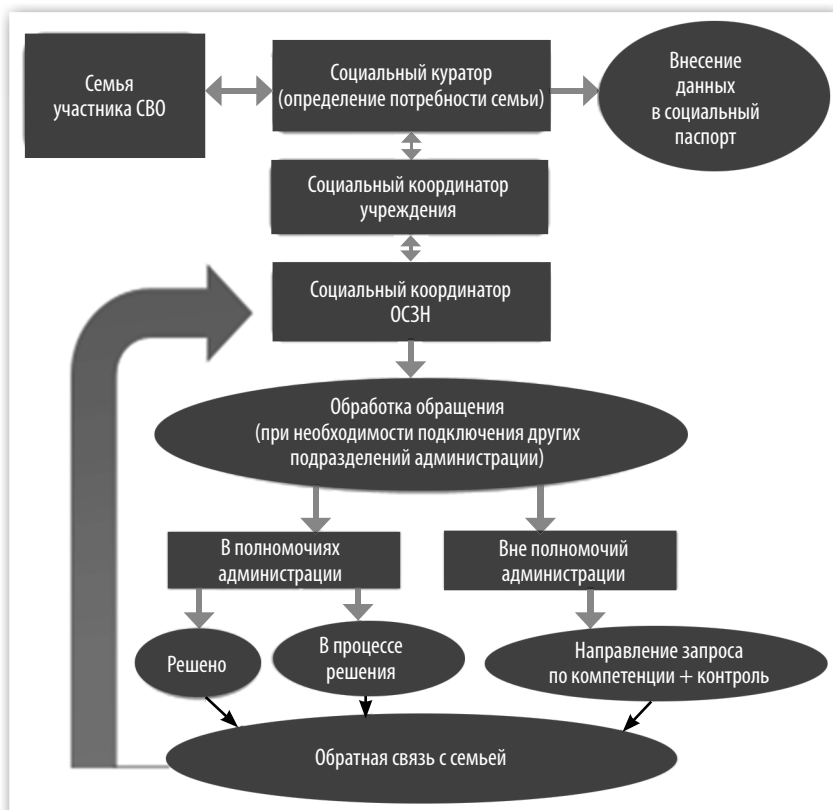 Семья
участника СВО
Социальный куратор
(определение потребности семьи)
Внесение
данных
в социальный
паспорт
Социальный координатор
учреждения
Социальный координатор
ОСЗН
Обработка обращения
(при необходимости подключения других
подразделений администрации)
В полномочиях
администрации
Вне полномочий
администрации
Решено
В процессе
решения
Направление запроса
по компетенции + контроль
Обратная связь с семьей